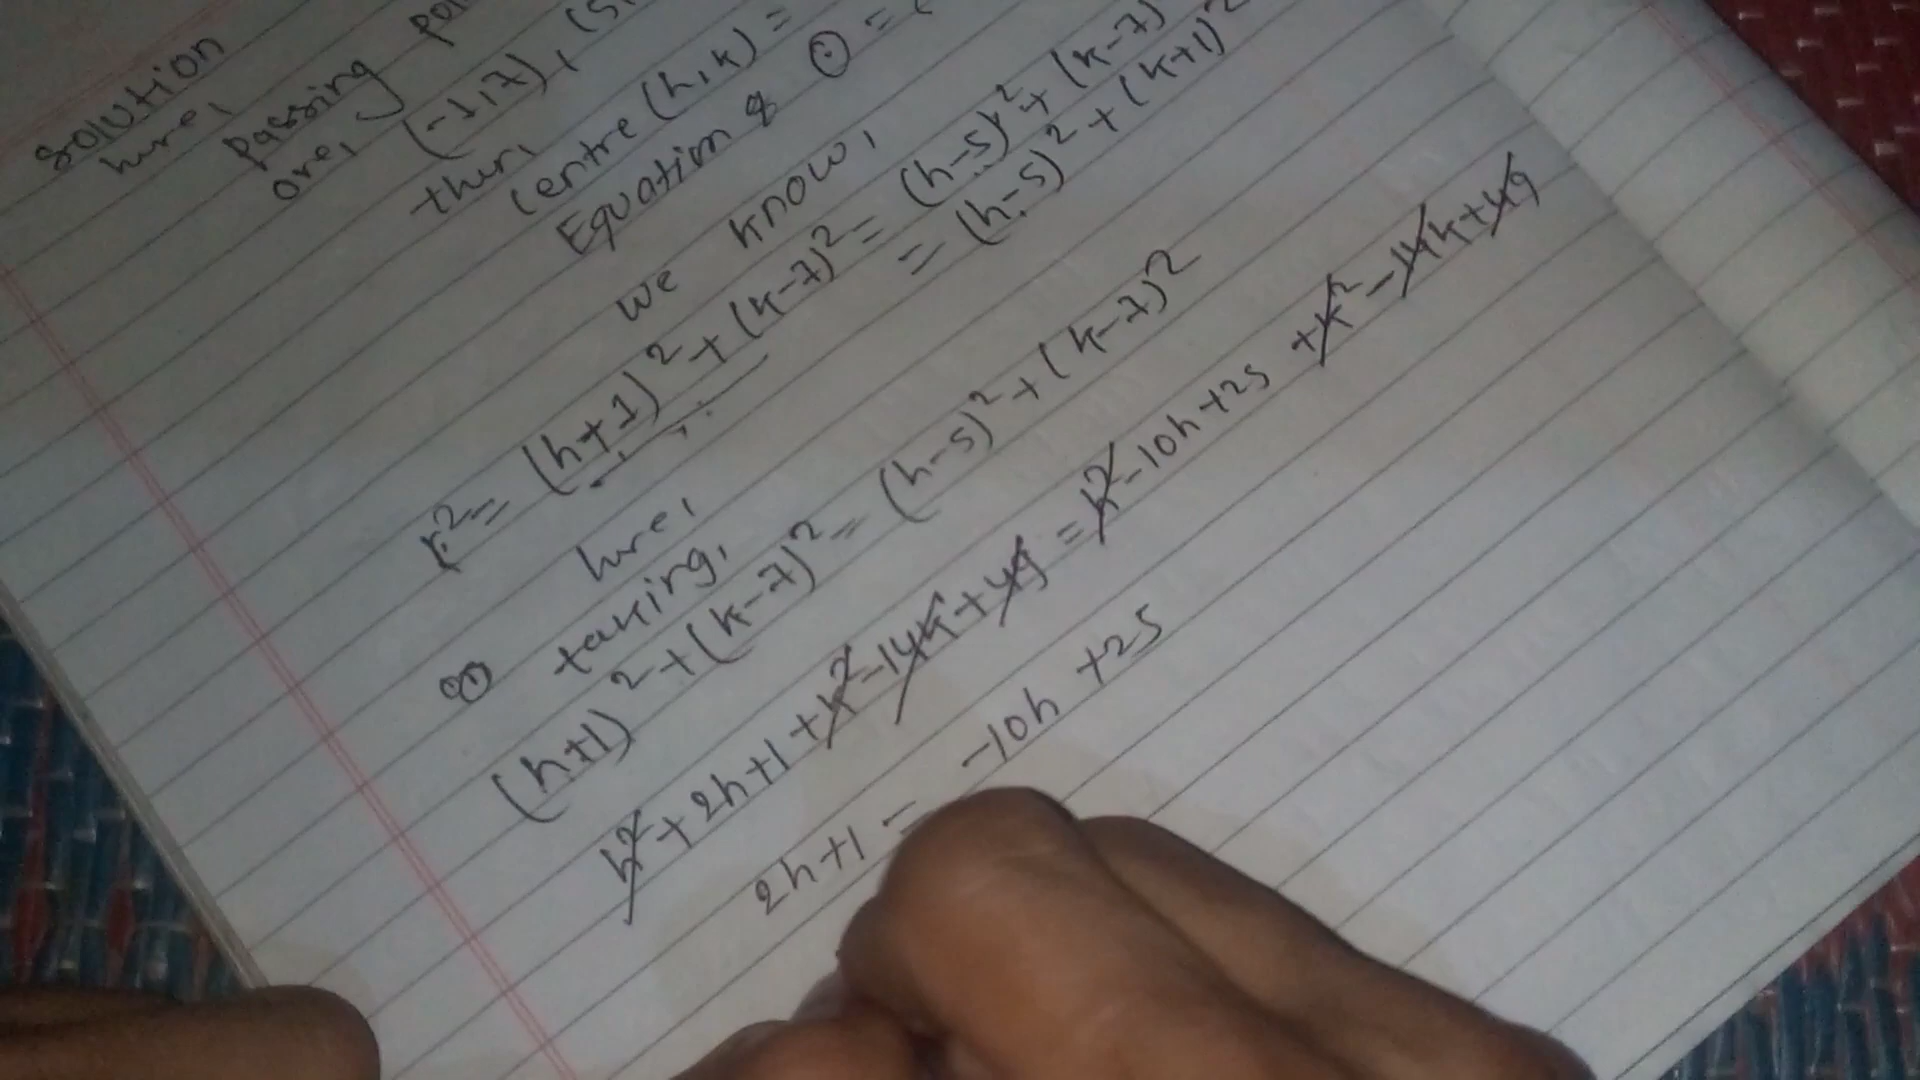 solution
here,
passing
are, (-1,7), (5,
then,
centre (h,k) =
Equation of ⊙ = (
we know,
r² = (h+1)² + (k-7)² = (h-5)² + (k-7)
= (h-5)² + (k+1)²
here,
taking,
(h+1)² + (k-7)² = (h-5)² + (k-7)²
h² + 2h+1 + k² - 14k + 49 = h² - 10h + 25 + k² - 14k + 49
2h+1 = -10h +25